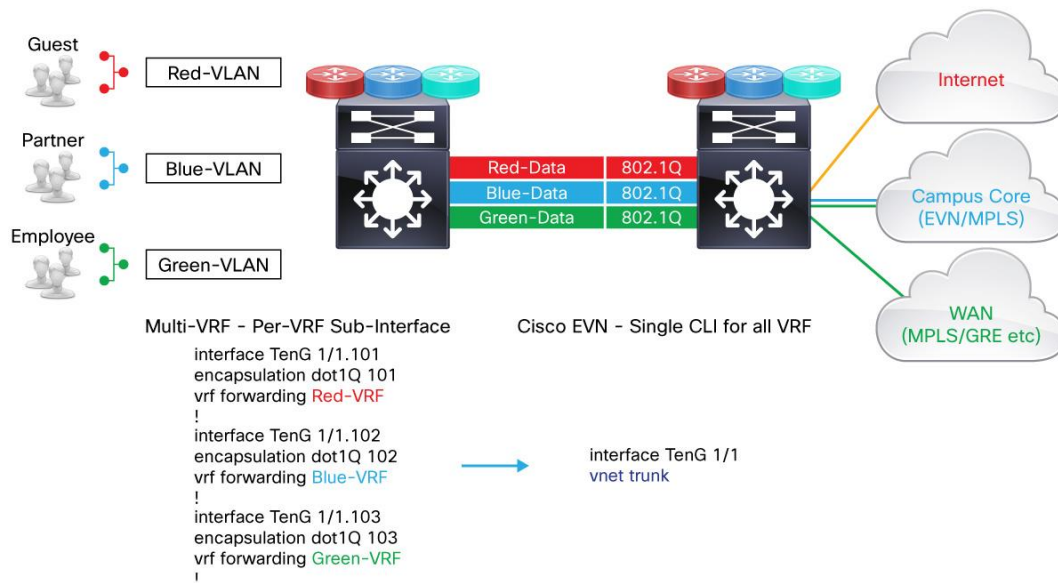 Guest
Red-VLAN
Partner
Blue-VLAN
Employee
Green-VLAN
Red-Data 802.1Q
Blue-Data 802.1Q
Green-Data 802.1Q
Internet
Campus Core
(EVN/MPLS)
WAN
(MPLS/GRE etc)
Multi-VRF - Per-VRF Sub-Interface
interface TenG 1/1.101
encapsulation dot1Q 101
vrf forwarding Red-VRF
!
interface TenG 1/1.102
encapsulation dot1Q 102
vrf forwarding Blue-VRF
!
interface TenG 1/1.103
encapsulation dot1Q 103
vrf forwarding Green-VRF
!
Cisco EVN - Single CLI for all VRF
interface TenG 1/1
vnet trunk